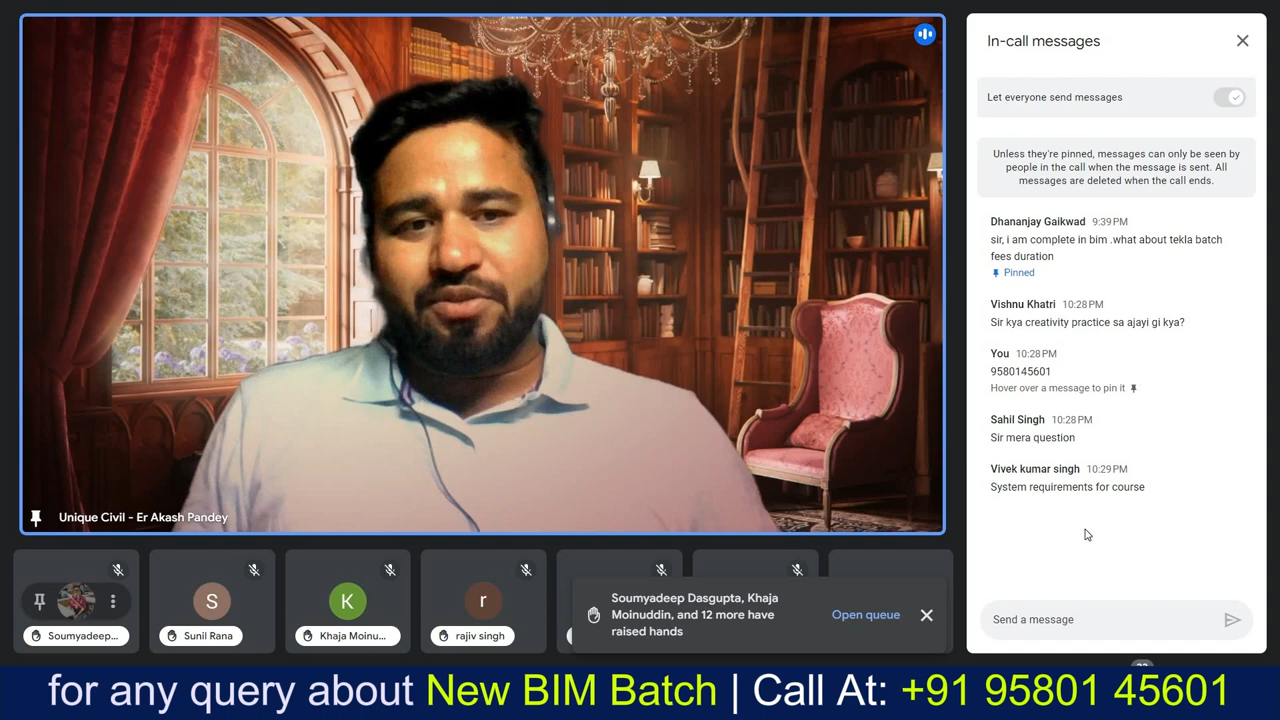 In-call messages
Let everyone send messages
Unless they're pinned, messages can only be seen by
people in the call when the message is sent. All
messages are deleted when the call ends.
Dhananjay Gaikwad 9:39 PM
sir, i am complete in bim .what about tekla batch
fees duration
Pinned
Vishnu Khatri 10:28 PM
Sir kya creativity practice sa ajayi gi kya?
You 10:28 PM
9580145601
Hover over a message to pin it
Sahil Singh 10:28 PM
Sir mera question
Vivek kumar singh 10:29 PM
System requirements for course
Send a message
Unique Civil - Er Akash Pandey
Soumyadeep...
S
Sunil Rana
K
Khaja Moinu...
r
rajiv singh
Soumyadeep Dasgupta, Khaja
Moinuddin, and 12 more have
raised hands
Open queue
for any query about New BIM Batch | Call At: +91 95801 45601